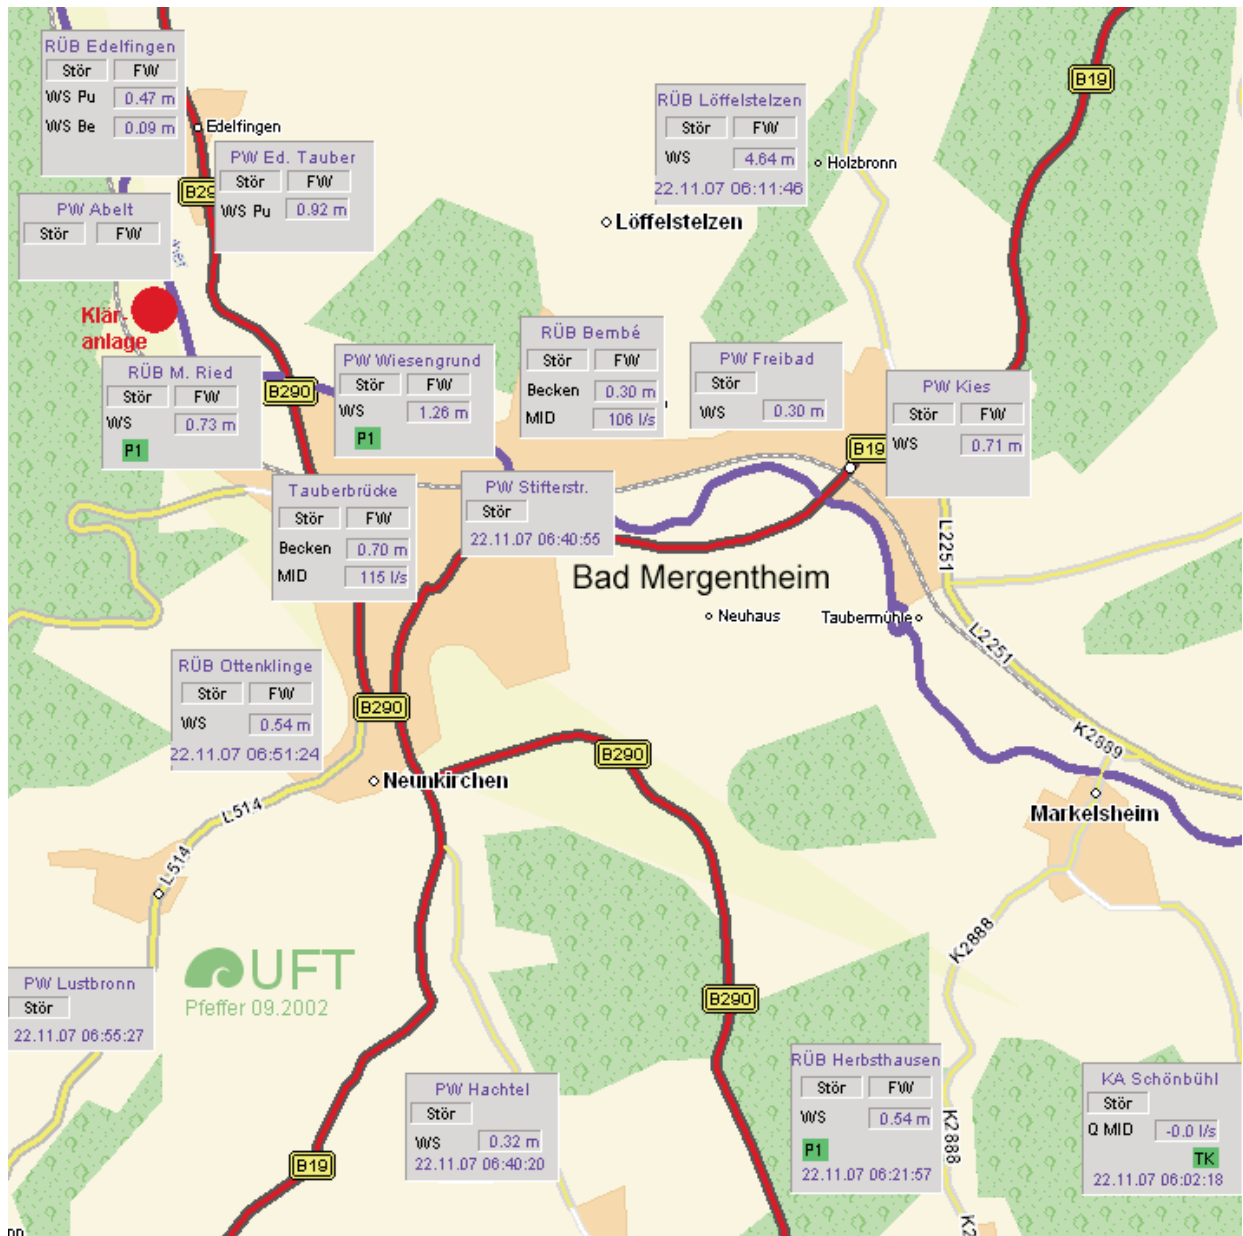 RÜB Edelfingen
Stör FW
WS Pu 0.47 m
WS Be 0.09 m
Edelfingen
PW Ed. Tauber
Stör FW
WS Pu 0.92 m
PW Abelt
Stör FW
Klär-
anlage
RÜB Löffelstelzen
Stör FW
WS 4.64 m
22.11.07 06:11:46
B19
Holzbronn
Löffelstelzen
RÜB M. Ried
Stör FW
WS 0.73 m
P1
B290
PW Wiesengrund
Stör FW
WS 1.26 m
P1
RÜB Bembé
Stör FW
Becken 0.30 m
MID 106 l/s
PW Freibad
Stör
WS 0.30 m
B19
PW Kies
Stör FW
WS 0.71 m
Tauberbrücke
Stör FW
Becken 0.70 m
MID 115 l/s
PW Stifterstr.
Stör
22.11.07 06:40:55
Bad Mergentheim
Neuhaus
Taubermühle
L2251
L2251
K2889
Markelsheim
RÜB Ottenklinge
Stör FW
WS 0.54 m
22.11.07 06:51:24
B290
B290
Neunkirchen
L514
L514
K2888
UFT
Pfeffer 09.2002
PW Lustbronn
Stör
22.11.07 06:55:27
B290
PW Hachtel
Stör
WS 0.32 m
22.11.07 06:40:20
B19
RÜB Herbsthausen
Stör FW
WS 0.54 m
P1
22.11.07 06:21:57
K2888
KA Schönbühl
Stör
Q MID -0.0 l/s
TK
22.11.07 06:02:18